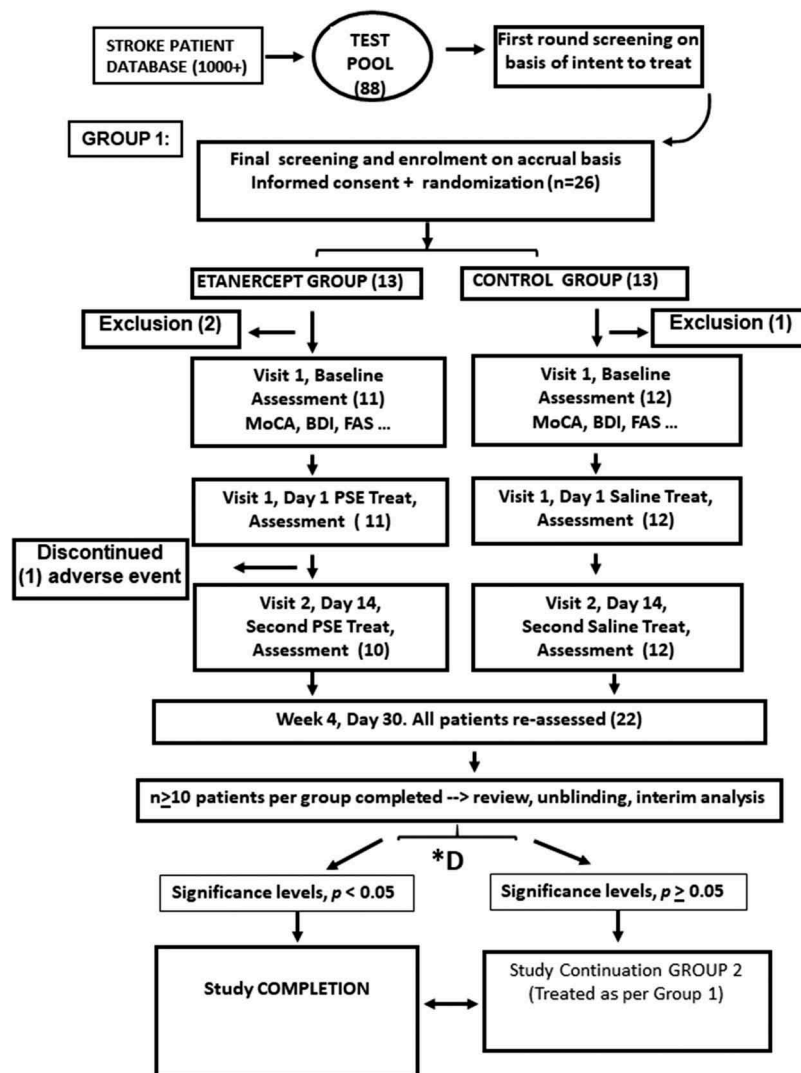 STROKE PATIENT
DATABASE (1000+)
TEST
POOL
(88)
First round screening on
basis of intent to treat
GROUP 1:
Final screening and enrolment on accrual basis
Informed consent + randomization (n=26)
ETANERCEPT GROUP (13)
CONTROL GROUP (13)
Exclusion (2)
Exclusion (1)
Visit 1, Baseline
Assessment
(11)
MoCA, BDI, FAS ...
Visit 1, Baseline
Assessment
(12)
MoCA, BDI, FAS ...
Visit 1, Day 1 PSE Treat,
Assessment ( 11)
Visit 1, Day 1 Saline Treat,
Assessment (12)
Discontinued
(1) adverse event
Visit 2, Day 14,
Second PSE Treat,
Assessment (10)
Visit 2, Day 14,
Second Saline Treat,
Assessment (12)
Week 4, Day 30. All patients re-assessed (22)
n≥10 patients per group completed --> review, unblinding, interim analysis
*D
Significance levels, p < 0.05
Significance levels, p ≥ 0.05
Study COMPLETION
Study Continuation GROUP 2
(Treated as per Group 1)